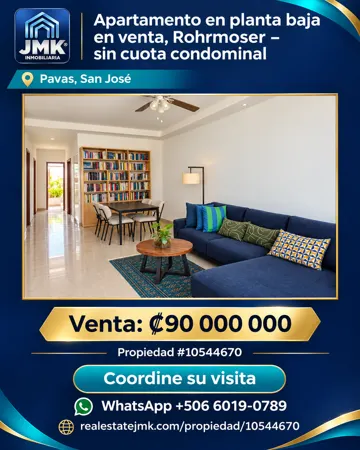 JMK®
INMOBILIARIA
Apartamento en planta baja
en venta, Rohrmoser –
sin cuota condominal
Pavas, San José
Venta: ₡90 000 000
Propiedad #10544670
Coordine su visita
WhatsApp +506 6019-0789
realestatejmk.com/propiedad/10544670